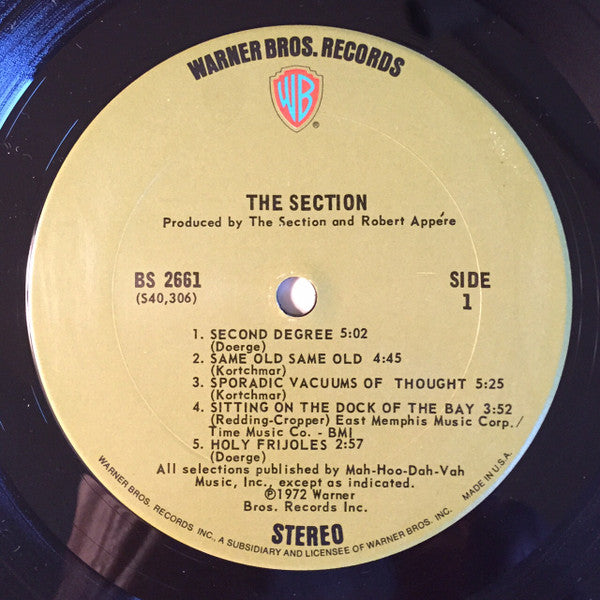 WARNER BROS. RECORDS
WB
®
THE SECTION
Produced by The Section and Robert Appére
BS 2661
(S40,306)
SIDE
1
1. SECOND DEGREE 5:02
(Doerge)
2. SAME OLD SAME OLD 4:45
(Kortchmar)
3. SPORADIC VACUUMS OF THOUGHT 5:25
(Kortchmar)
4. SITTING ON THE DOCK OF THE BAY 3:52
(Redding-Cropper) East Memphis Music Corp./
Time Music Co. - BMI
5. HOLY FRIJOLES 2:57
(Doerge)
All selections published by Mah-Hoo-Dah-Vah
Music, Inc., except as indicated.
℗©1972 Warner
Bros. Records Inc.
STEREO
WARNER BROS. RECORDS INC., A SUBSIDIARY AND LICENSEE OF WARNER BROS. INC. MADE IN U.S.A.